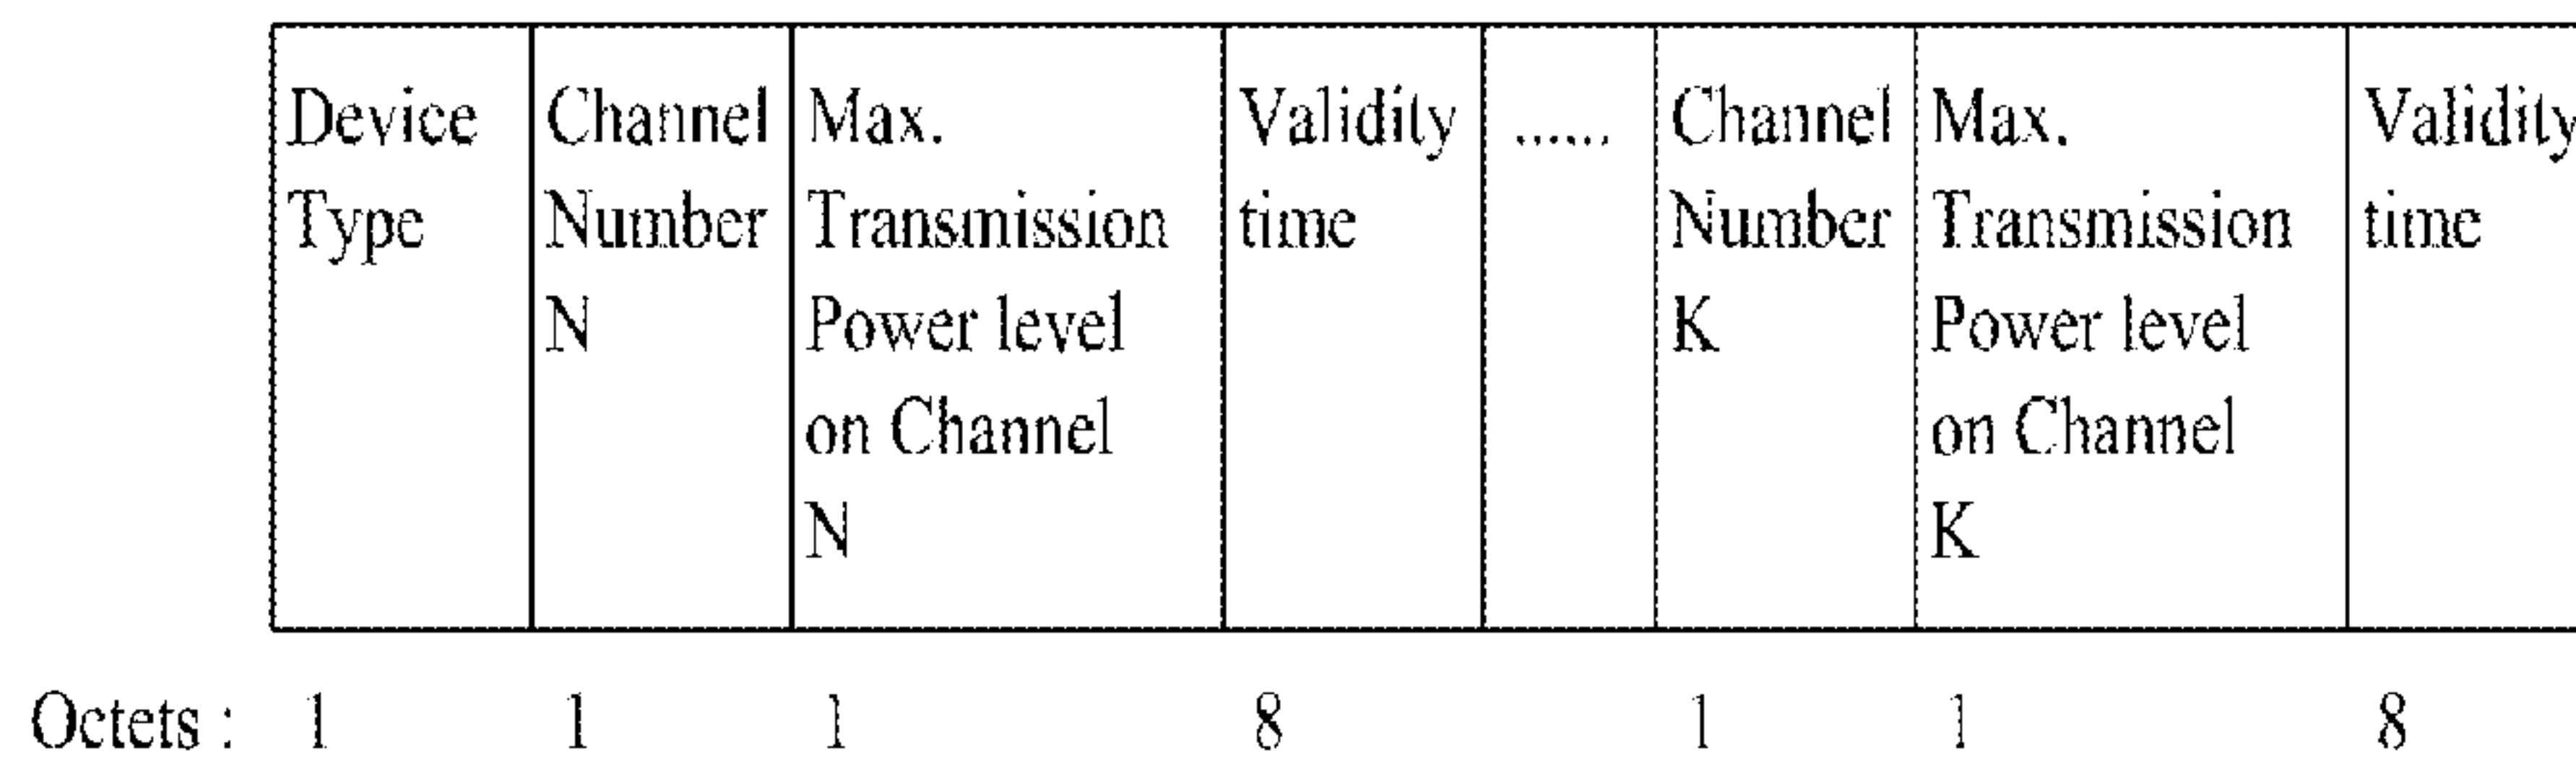 Device Type
Channel Number N
Max. Transmission Power level on Channel N
Validity time
......
Channel Number K
Max. Transmission Power level on Channel K
Validity time
Octets : 1 1 1 8 1 1 8